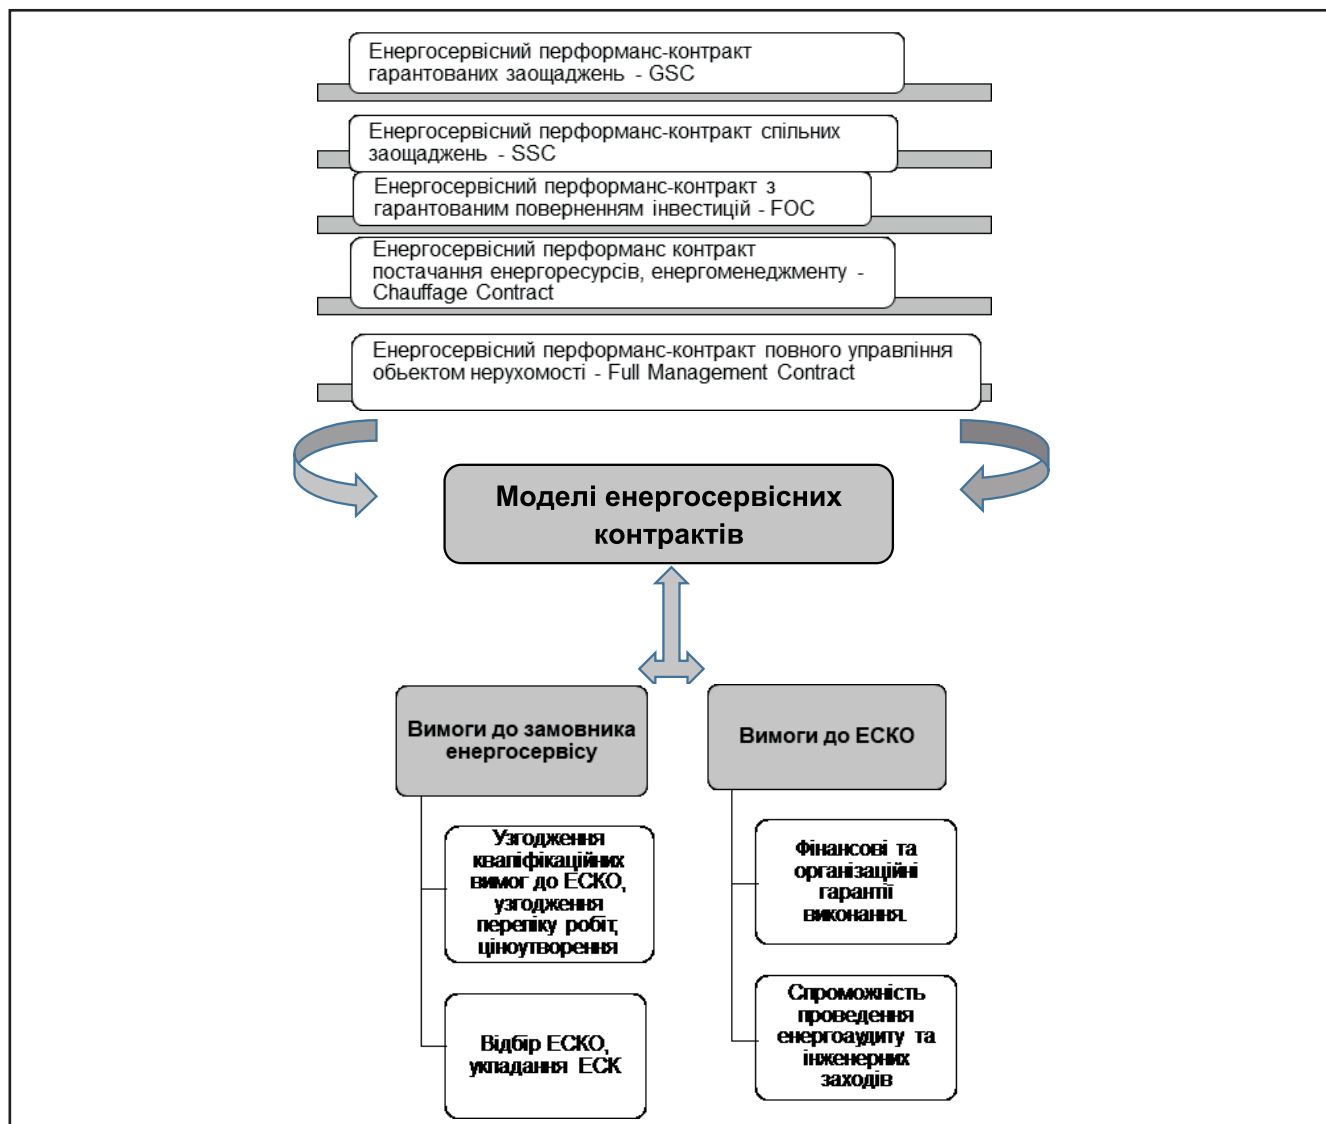 Енергосервісний перформанс-контракт
гарантованих заощаджень - GSC
Енергосервісний перформанс-контракт спільних
заощаджень - SSC
Енергосервісний перформанс-контракт з
гарантованим поверненням інвестицій - FOC
Енергосервісний перформанс контракт
постачання енергоресурсів, енергоменеджменту -
Chauffage Contract
Енергосервісний перформанс-контракт повного управління
обьектом нерухомості - Full Management Contract
Моделі енергосервісних
контрактів
Вимоги до замовника
енергосервісу
Узгодження
кваліфікаційних
вимог до ЕСКО,
узгодження
переліку робіт,
ціноутворення
Відбір ЕСКО,
укладання ЕСК
Вимоги до ЕСКО
Фінансові та
організаційні
гарантії
виконання.
Спроможність
проведення
енергоаудиту та
інженерних
заходів